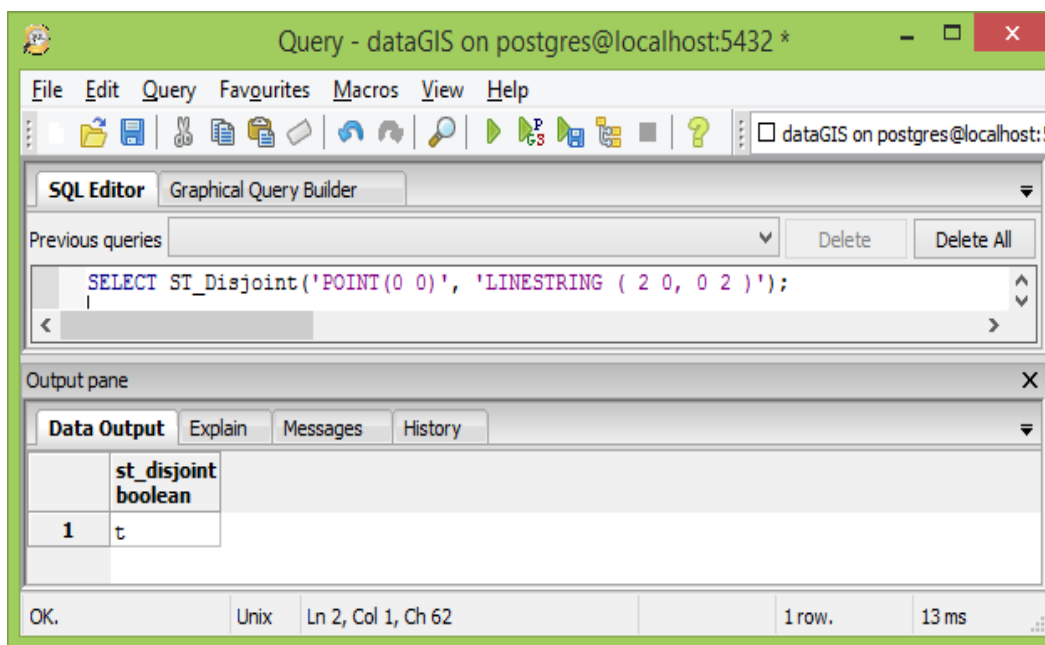 Query - dataGIS on postgres@localhost:5432 *
File Edit Query Favourites Macros View Help
dataGIS on postgres@localhost:
SQL Editor Graphical Query Builder
Previous queries Delete Delete All
SELECT ST_Disjoint('POINT(0 0)', 'LINESTRING ( 2 0, 0 2 )');
Output pane
Data Output Explain Messages History
st_disjoint
boolean
1 t
OK. Unix Ln 2, Col 1, Ch 62 1 row. 13 ms